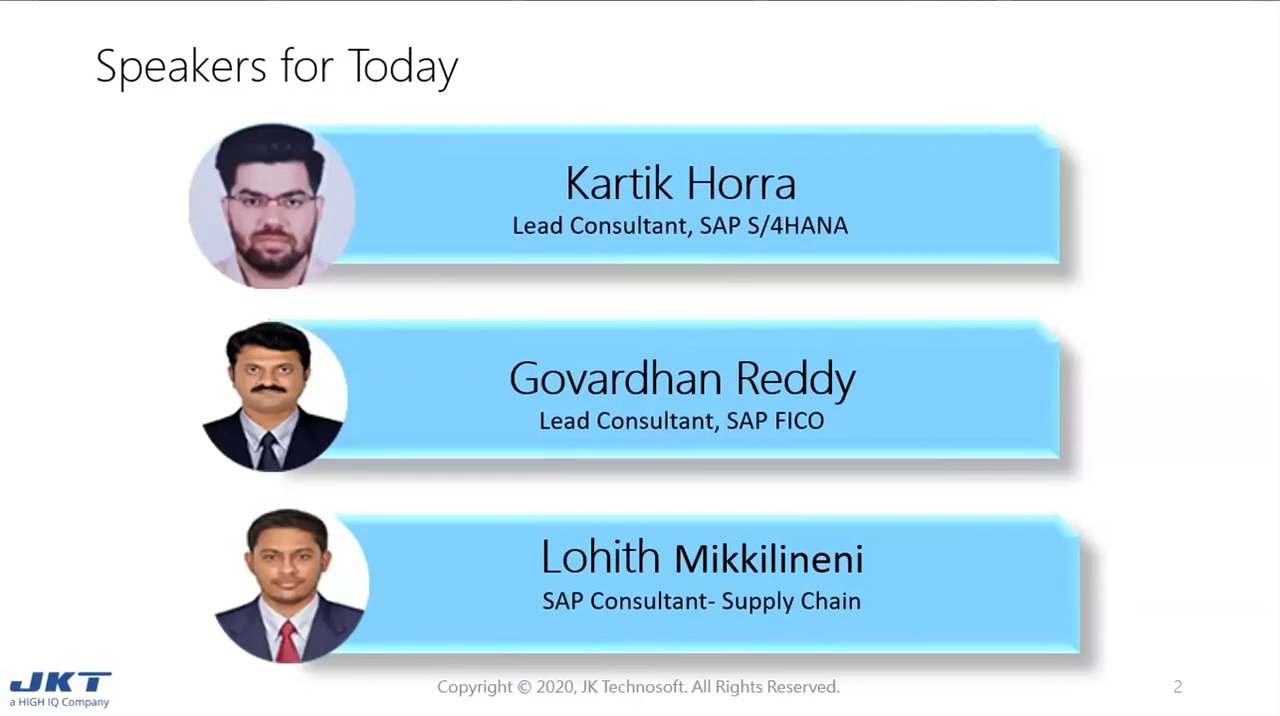 Speakers for Today
Kartik Horra
Lead Consultant, SAP S/4HANA
Govardhan Reddy
Lead Consultant, SAP FICO
Lohith Mikkilineni
SAP Consultant- Supply Chain
JKT
a HIGH IQ Company
Copyright © 2020, JK Technosoft. All Rights Reserved.
2